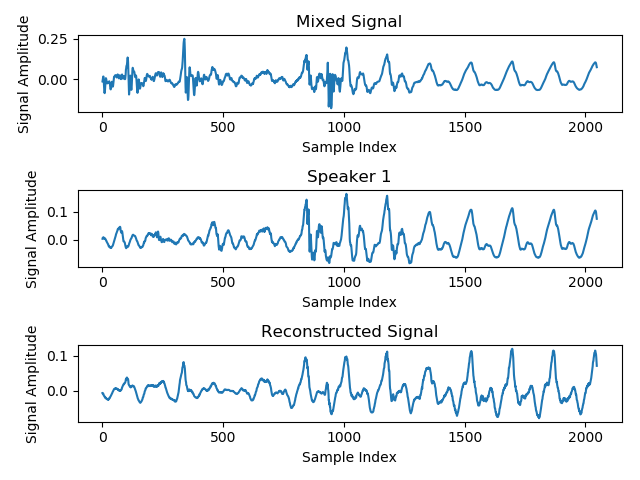 Mixed Signal
Signal Amplitude
0.25
0.00
0 500 1000 1500 2000
Sample Index
Speaker 1
Signal Amplitude
0.1
0.0
0 500 1000 1500 2000
Sample Index
Reconstructed Signal
Signal Amplitude
0.1
0.0
0 500 1000 1500 2000
Sample Index